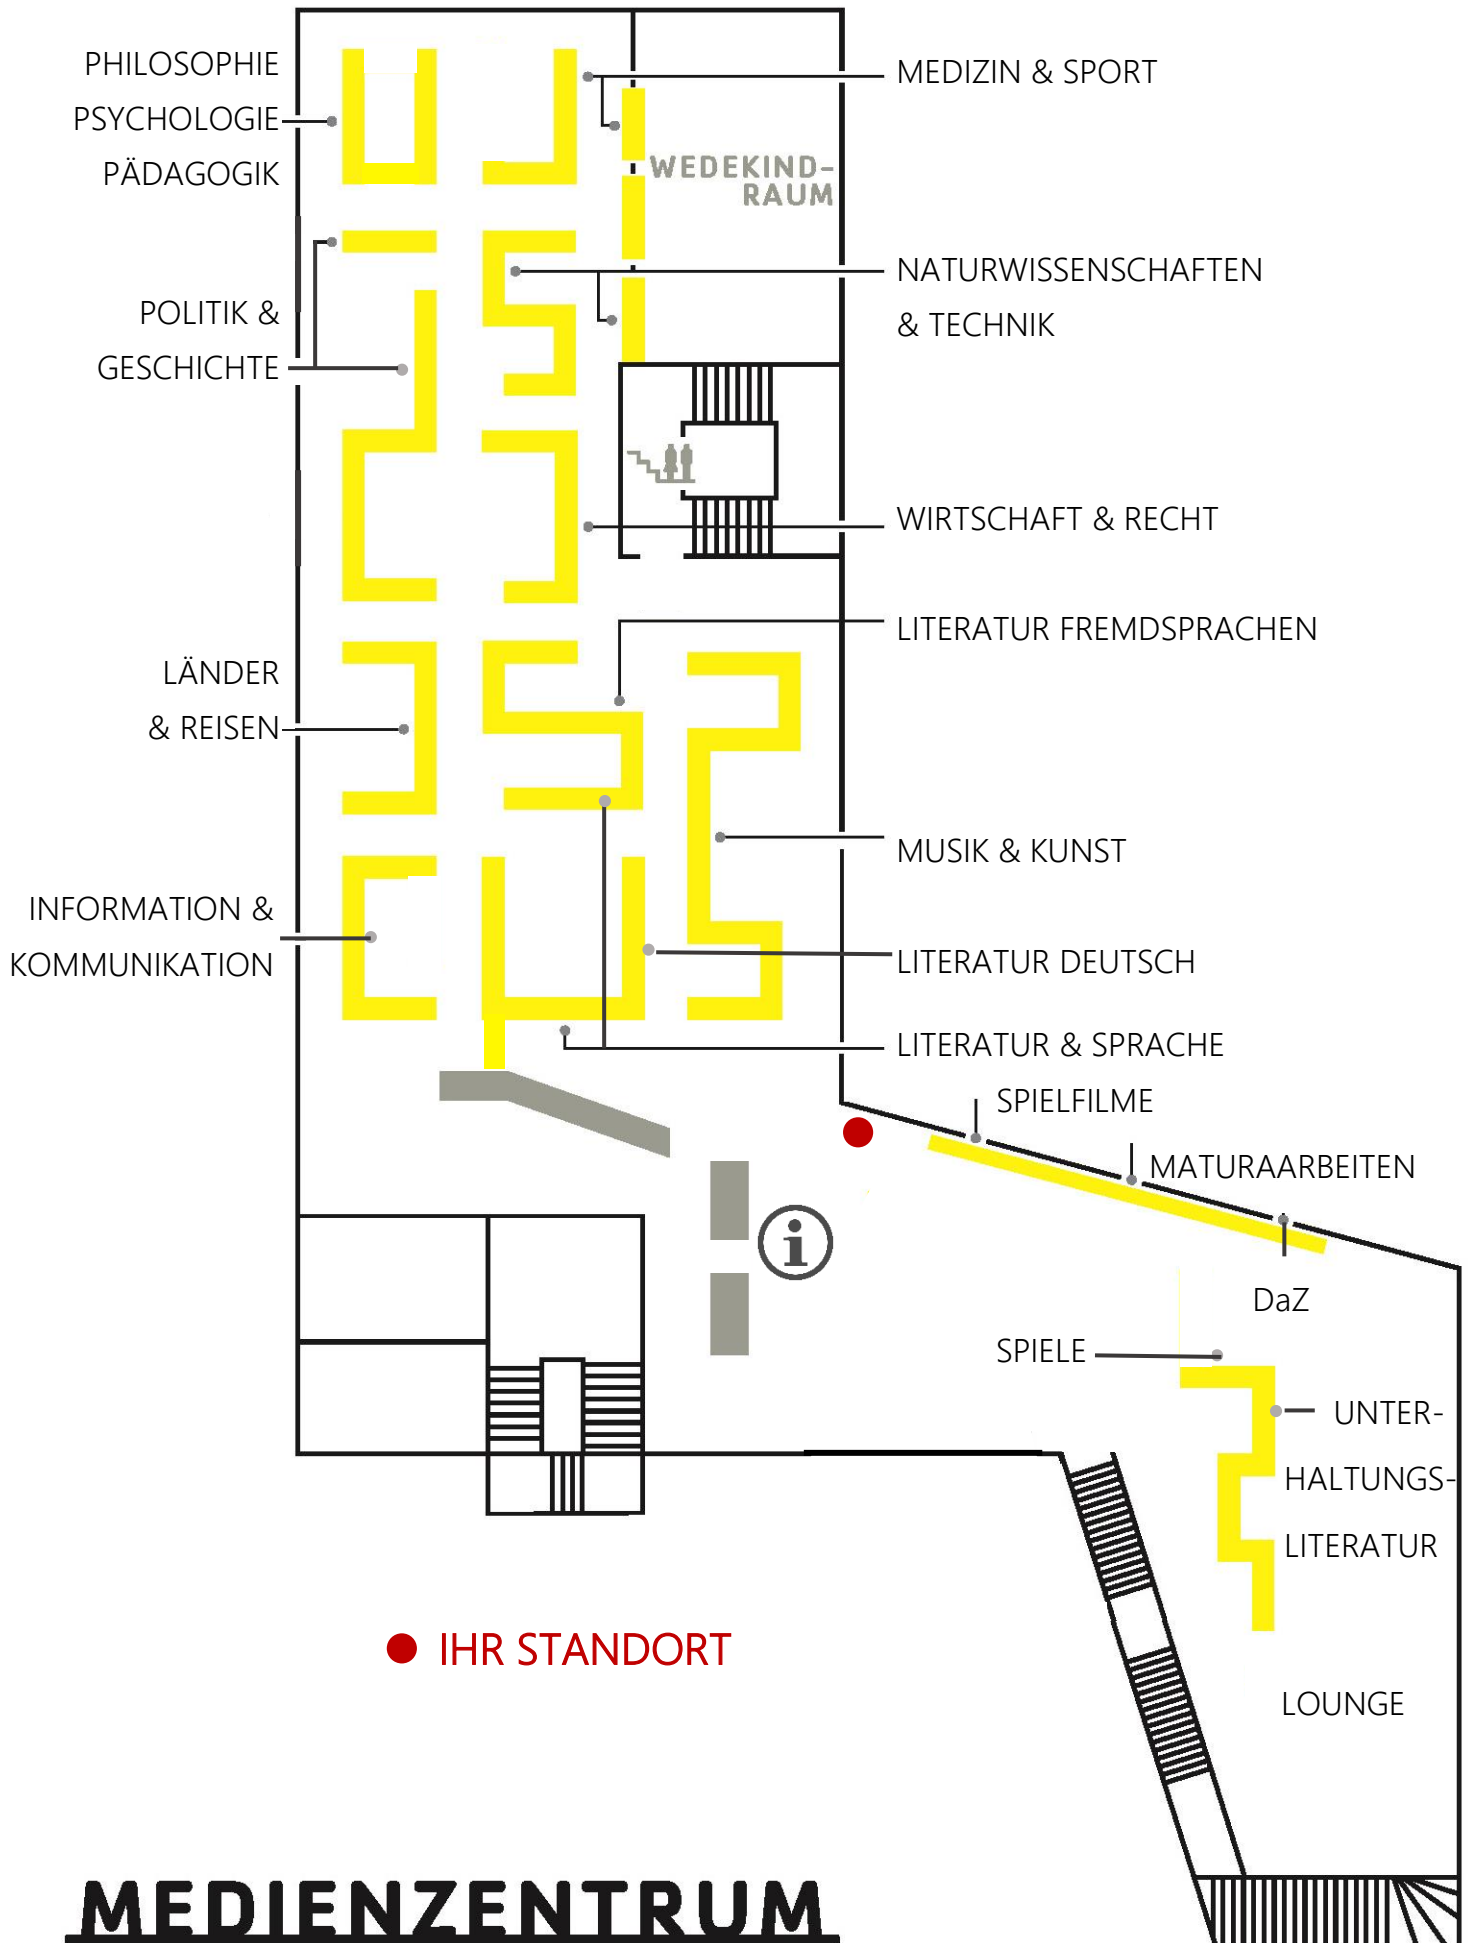 PHILOSOPHIE
PSYCHOLOGIE
PÄDAGOGIK
MEDIZIN & SPORT
WEDEKIND-
RAUM
NATURWISSENSCHAFTEN
& TECHNIK
POLITIK &
GESCHICHTE
WIRTSCHAFT & RECHT
LITERATUR FREMDSPRACHEN
LÄNDER
& REISEN
MUSIK & KUNST
INFORMATION &
KOMMUNIKATION
LITERATUR DEUTSCH
LITERATUR & SPRACHE
SPIELFILME
MATURAARBEITEN
i
DaZ
SPIELE
UNTER-
HALTUNGS-
LITERATUR
IHR STANDORT
LOUNGE
MEDIENZENTRUM